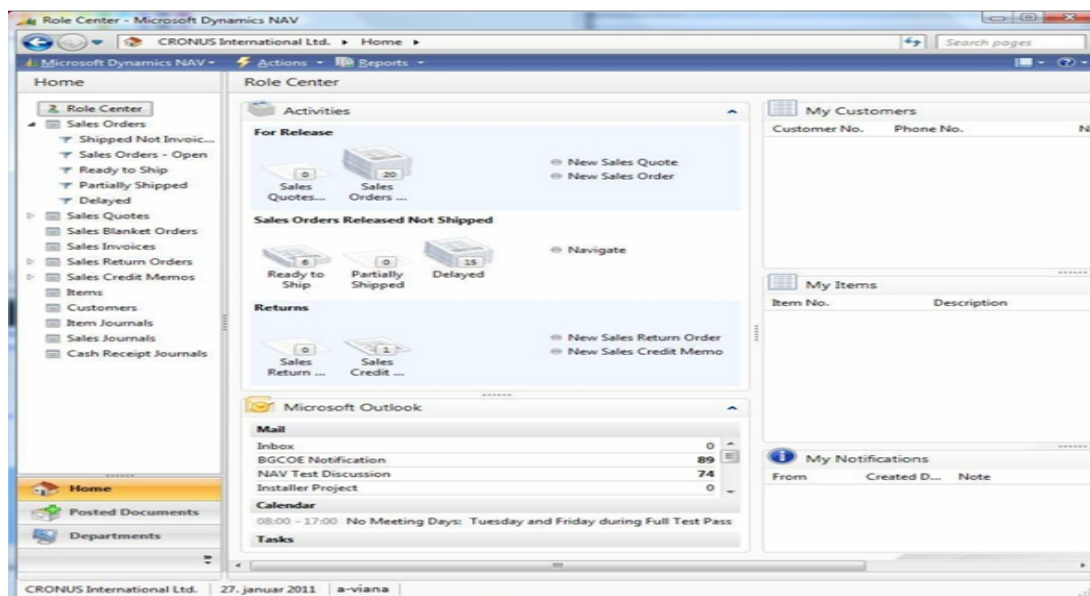 Role Center - Microsoft Dynamics NAV
CRONUS International Ltd. Home
Search pages
Microsoft Dynamics NAV Actions Reports
Home
Role Center
Sales Orders
Shipped Not Invoic...
Sales Orders - Open
Ready to Ship
Partially Shipped
Delayed
Sales Quotes
Sales Blanket Orders
Sales Invoices
Sales Return Orders
Sales Credit Memos
Items
Customers
Item Journals
Sales Journals
Cash Receipt Journals
Home
Posted Documents
Departments
Role Center
Activities
For Release
0
Sales
Quotes...
20
Sales
Orders ...
New Sales Quote
New Sales Order
Sales Orders Released Not Shipped
6
Ready to
Ship
0
Partially
Shipped
15
Delayed
Navigate
Returns
0
Sales
Return ...
1
Sales
Credit ...
New Sales Return Order
New Sales Credit Memo
Microsoft Outlook
Mail
Inbox 0
BGCOE Notification 89
NAV Test Discussion 74
Installer Project 0
Calendar
08:00 - 17:00 No Meeting Days: Tuesday and Friday during Full Test Pass
Tasks
My Customers
Customer No. Phone No. N
My Items
Item No. Description
My Notifications
From Created D... Note
CRONUS International Ltd. 27. januar 2011 a-viana